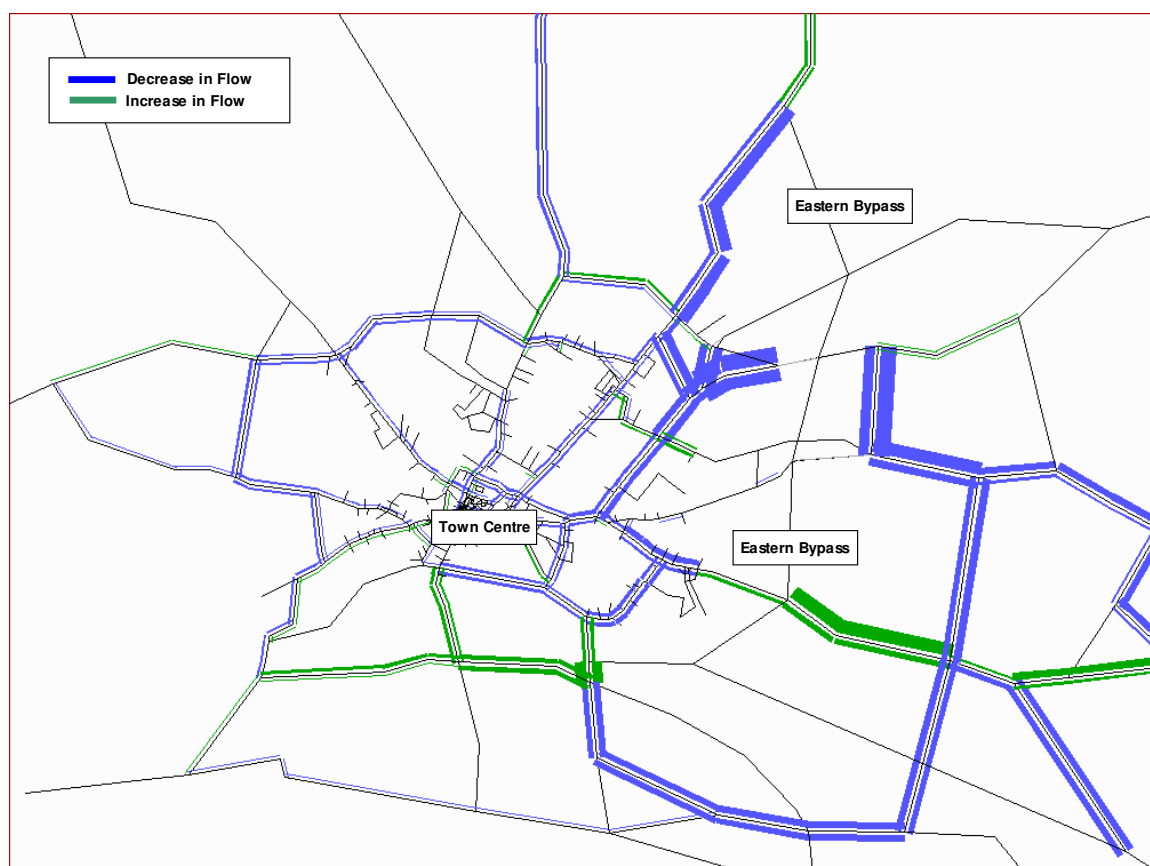 Decrease in Flow
Increase in Flow
Eastern Bypass
Town Centre
Eastern Bypass